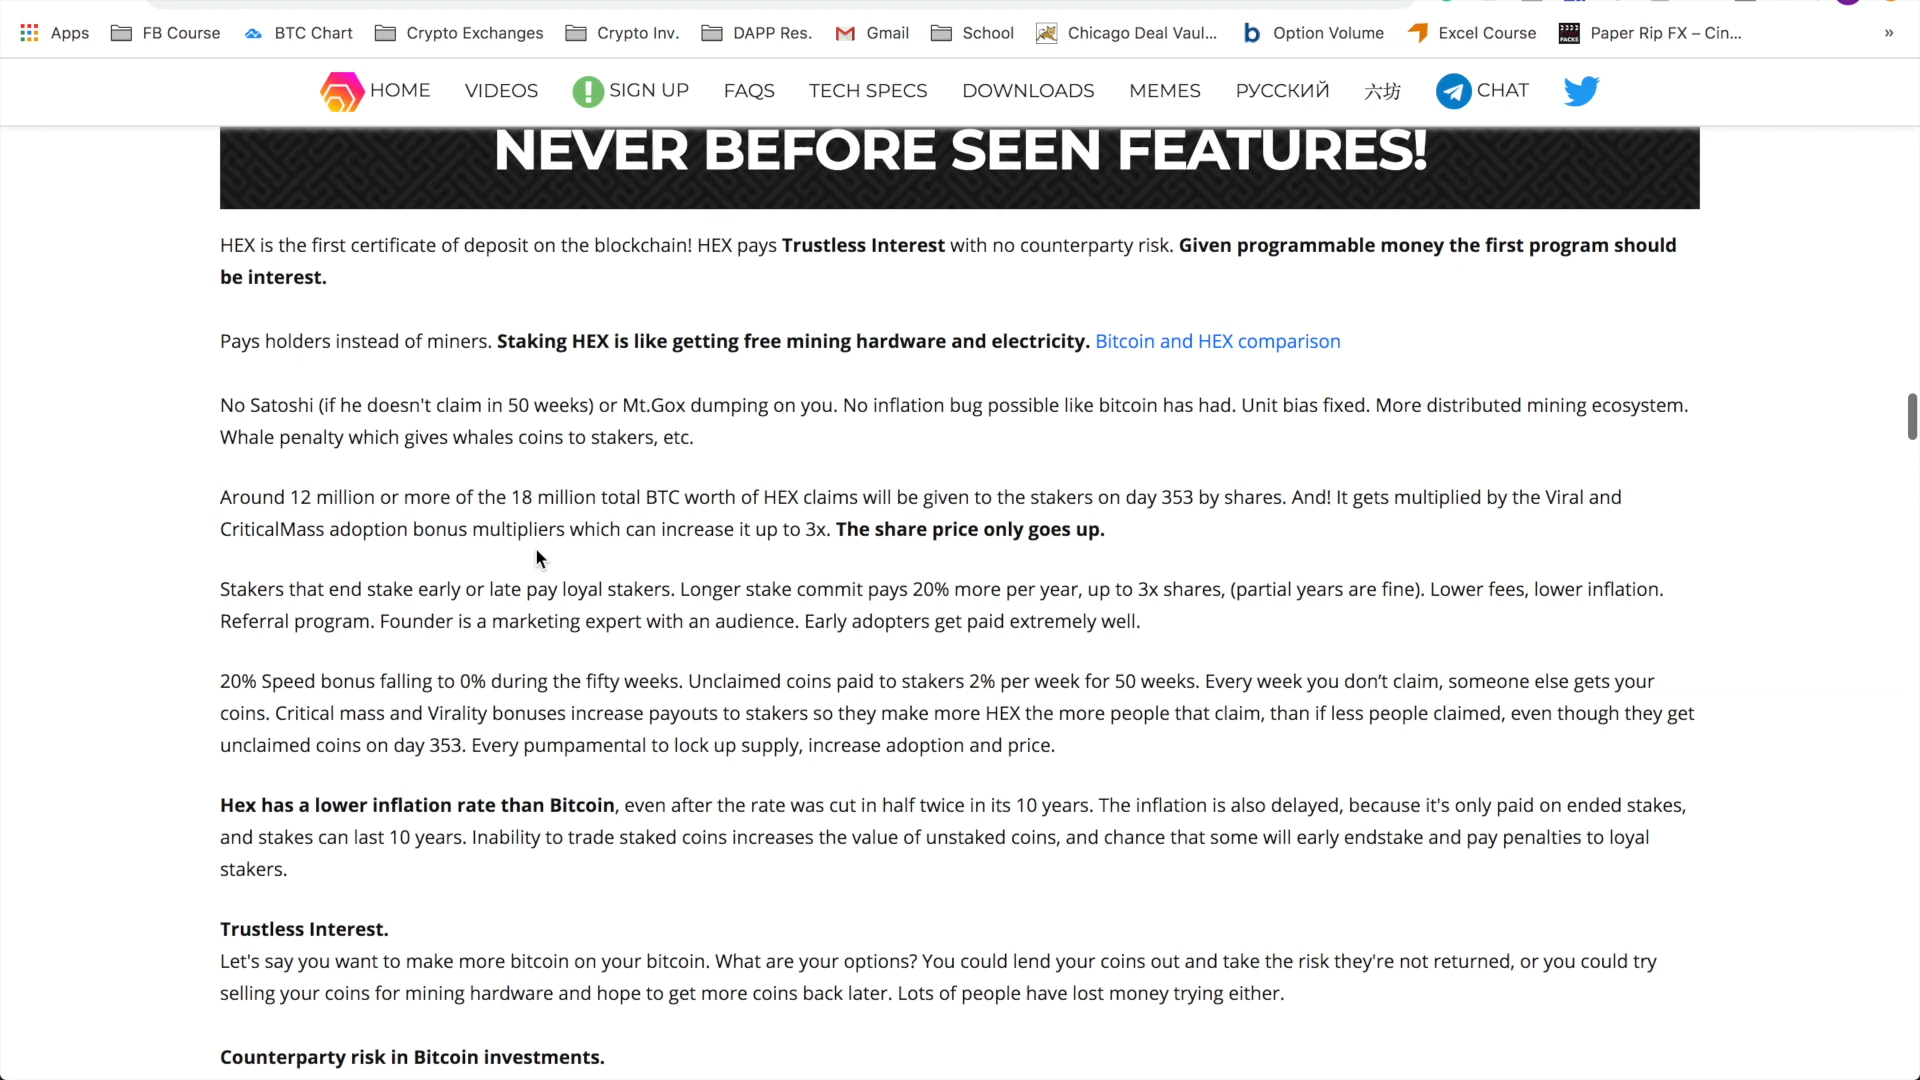 Apps FB Course BTC Chart Crypto Exchanges Crypto Inv. DAPP Res. Gmail School Chicago Deal Vaul... Option Volume Excel Course PACKS Paper Rip FX – Cin... »
HOME VIDEOS SIGN UP FAQS TECH SPECS DOWNLOADS MEMES РУССКИЙ 六坊 CHAT
NEVER BEFORE SEEN FEATURES!
HEX is the first certificate of deposit on the blockchain! HEX pays Trustless Interest with no counterparty risk. Given programmable money the first program should
be interest.
Pays holders instead of miners. Staking HEX is like getting free mining hardware and electricity. Bitcoin and HEX comparison
No Satoshi (if he doesn't claim in 50 weeks) or Mt.Gox dumping on you. No inflation bug possible like bitcoin has had. Unit bias fixed. More distributed mining ecosystem.
Whale penalty which gives whales coins to stakers, etc.
Around 12 million or more of the 18 million total BTC worth of HEX claims will be given to the stakers on day 353 by shares. And! It gets multiplied by the Viral and
CriticalMass adoption bonus multipliers which can increase it up to 3x. The share price only goes up.
Stakers that end stake early or late pay loyal stakers. Longer stake commit pays 20% more per year, up to 3x shares, (partial years are fine). Lower fees, lower inflation.
Referral program. Founder is a marketing expert with an audience. Early adopters get paid extremely well.
20% Speed bonus falling to 0% during the fifty weeks. Unclaimed coins paid to stakers 2% per week for 50 weeks. Every week you don’t claim, someone else gets your
coins. Critical mass and Virality bonuses increase payouts to stakers so they make more HEX the more people that claim, than if less people claimed, even though they get
unclaimed coins on day 353. Every pumpamental to lock up supply, increase adoption and price.
Hex has a lower inflation rate than Bitcoin, even after the rate was cut in half twice in its 10 years. The inflation is also delayed, because it's only paid on ended stakes,
and stakes can last 10 years. Inability to trade staked coins increases the value of unstaked coins, and chance that some will early endstake and pay penalties to loyal
stakers.
Trustless Interest.
Let's say you want to make more bitcoin on your bitcoin. What are your options? You could lend your coins out and take the risk they're not returned, or you could try
selling your coins for mining hardware and hope to get more coins back later. Lots of people have lost money trying either.
Counterparty risk in Bitcoin investments.